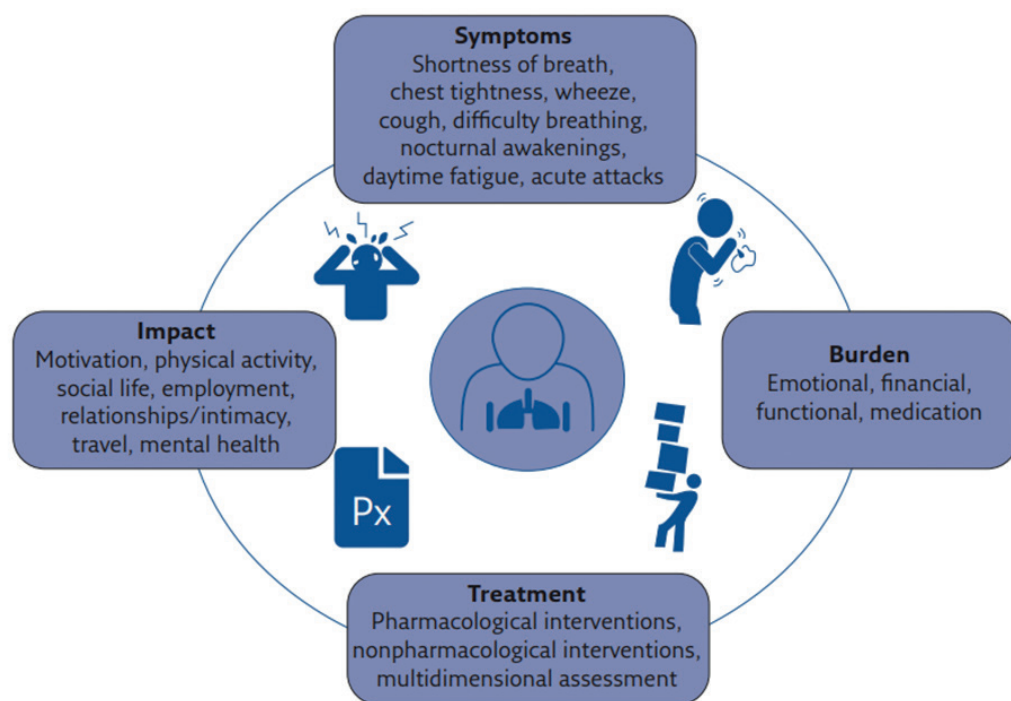 Symptoms
Shortness of breath,
chest tightness, wheeze,
cough, difficulty breathing,
nocturnal awakenings,
daytime fatigue, acute attacks
Impact
Motivation, physical activity,
social life, employment,
relationships/intimacy,
travel, mental health
Burden
Emotional, financial,
functional, medication
Px
Treatment
Pharmacological interventions,
nonpharmacological interventions,
multidimensional assessment